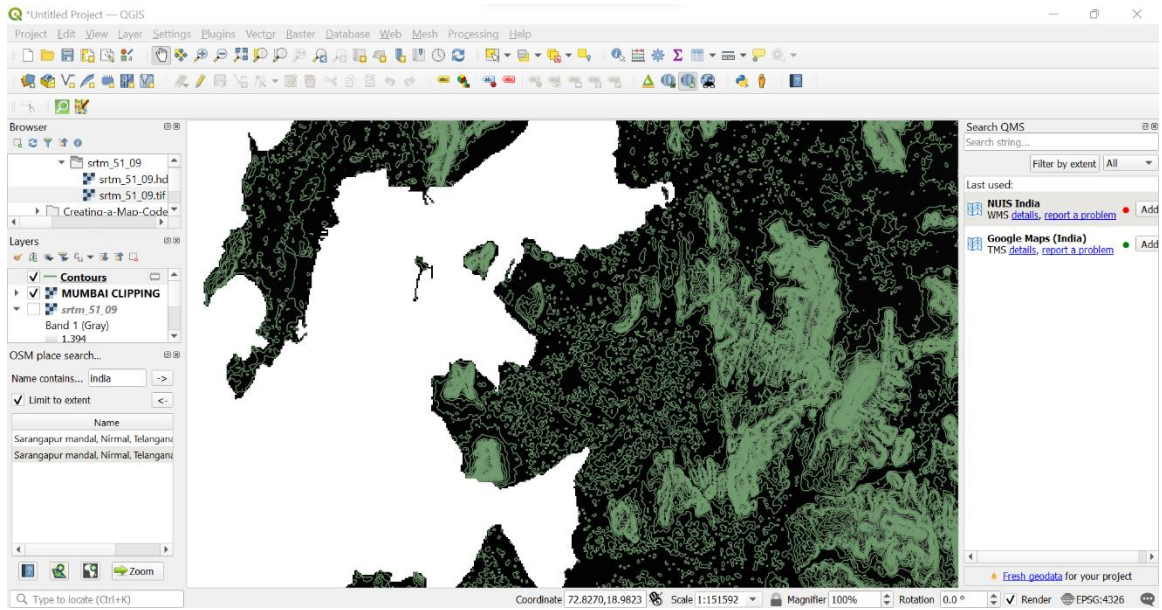 *Untitled Project — QGIS
Project Edit View Layer Settings Plugins Vector Raster Database Web Mesh Processing Help
Browser
srtm_51_09
srtm_51_09.hd
srtm_51_09.tif
Creating-a-Map-Code
Layers
Contours
MUMBAI CLIPPING
srtm_51_09
Band 1 (Gray)
1.394
OSM place search...
Name contains... india ->
Limit to extent <-
Name
Sarangapur mandal, Nirmal, Telangana
Sarangapur mandal, Nirmal, Telangana
Zoom
Search QMS
Search string...
Filter by extent All
Last used:
NUIS India
WMS details, report a problem Add
Google Maps (India)
TMS details, report a problem Add
Fresh geodata for your project
Type to locate (Ctrl+K) Coordinate 72.8270,18.9823 Scale 1:151592 Magnifier 100% Rotation 0.0 ° Render EPSG:4326